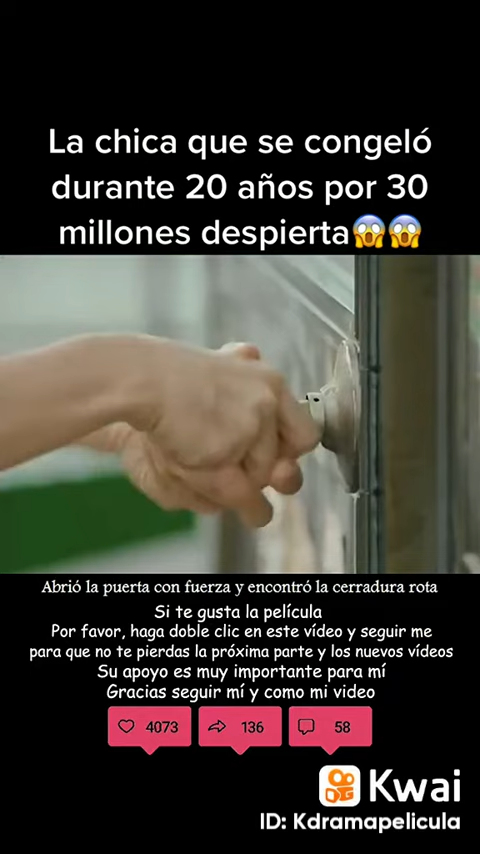 La chica que se congeló
durante 20 años por 30
millones despierta😱😱
Abrió la puerta con fuerza y encontró la cerradura rota
Si te gusta la película
Por favor, haga doble clic en este vídeo y seguir me
para que no te pierdas la próxima parte y los nuevos vídeos
Su apoyo es muy importante para mí
Gracias seguir mí y como mi video
4073 136 58
Kwai
ID: Kdramapelicula